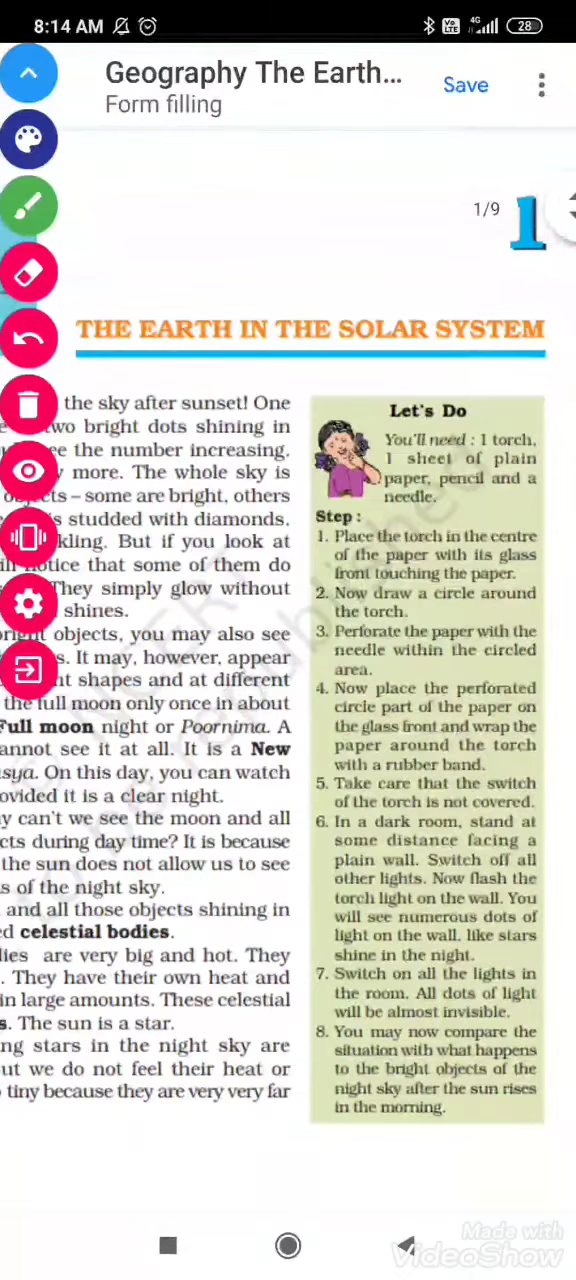 8:14 AM
Vo LTE
4G
28
Geography The Earth...
Form filling
Save
1/9
1
THE EARTH IN THE SOLAR SYSTEM
the sky after sunset! One
two bright dots shining in
see the number increasing.
more. The whole sky is
– some are bright, others
studded with diamonds,
But if you look at
notice that some of them do
They simply glow without
shines.
objects, you may also see
It may, however, appear
shapes and at different
the full moon only once in about
Full moon night or Poornima. A
cannot see it at all. It is a New
On this day, you can watch
provided it is a clear night.
can't we see the moon and all
during day time? It is because
the sun does not allow us to see
of the night sky.
and all those objects shining in
celestial bodies.
are very big and hot. They
They have their own heat and
in large amounts. These celestial
The sun is a star.
stars in the night sky are
but we do not feel their heat or
tiny because they are very very far
Let's Do
You'll need : 1 torch,
1 sheet of plain
paper, pencil and a
needle.
Step :
1. Place the torch in the centre
of the paper with its glass
front touching the paper.
2. Now draw a circle around
the torch.
3. Perforate the paper with the
needle within the circled
area.
4. Now place the perforated
circle part of the paper on
the glass front and wrap the
paper around the torch
with a rubber band.
5. Take care that the switch
of the torch is not covered.
6. In a dark room, stand at
some distance facing a
plain wall. Switch off all
other lights. Now flash the
torch light on the wall. You
will see numerous dots of
light on the wall, like stars
shine in the night.
7. Switch on all the lights in
the room. All dots of light
will be almost invisible.
8. You may now compare the
situation with what happens
to the bright objects of the
night sky after the sun rises
in the morning.
Made with
VideoShow